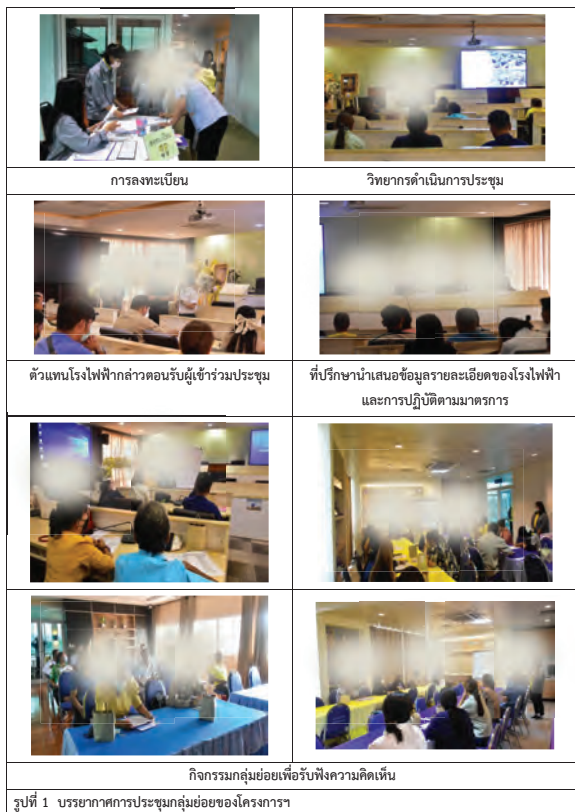 การลงทะเบียน
วิทยากรดำเนินการประชุม
ตัวแทนโรงไฟฟ้ากล่าวตอนรับผู้เข้าร่วมประชุม
ที่ปรึกษานำเสนอข้อมูลรายละเอียดของโรงไฟฟ้า
และการปฏิบัติตามมาตรการ
กิจกรรมกลุ่มย่อยเพื่อรับฟังความคิดเห็น
รูปที่ 1 บรรยากาศการประชุมกลุ่มย่อยของโครงการฯ